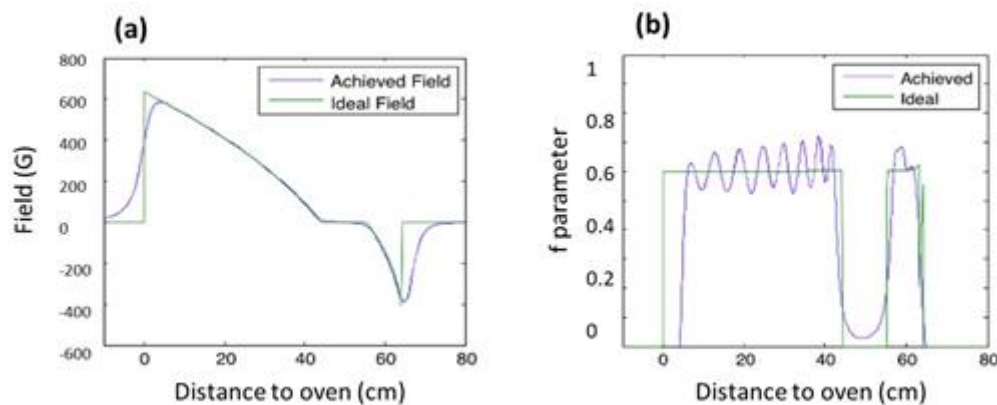 (a)
800
600
400
200
0
-200
-400
-600
Field (G)
Achieved Field
Ideal Field
0
20
40
60
80
Distance to oven (cm)
(b)
1
0.8
0.6
0.4
0.2
0
f parameter
Achieved
Ideal
0
20
40
60
80
Distance to oven (cm)